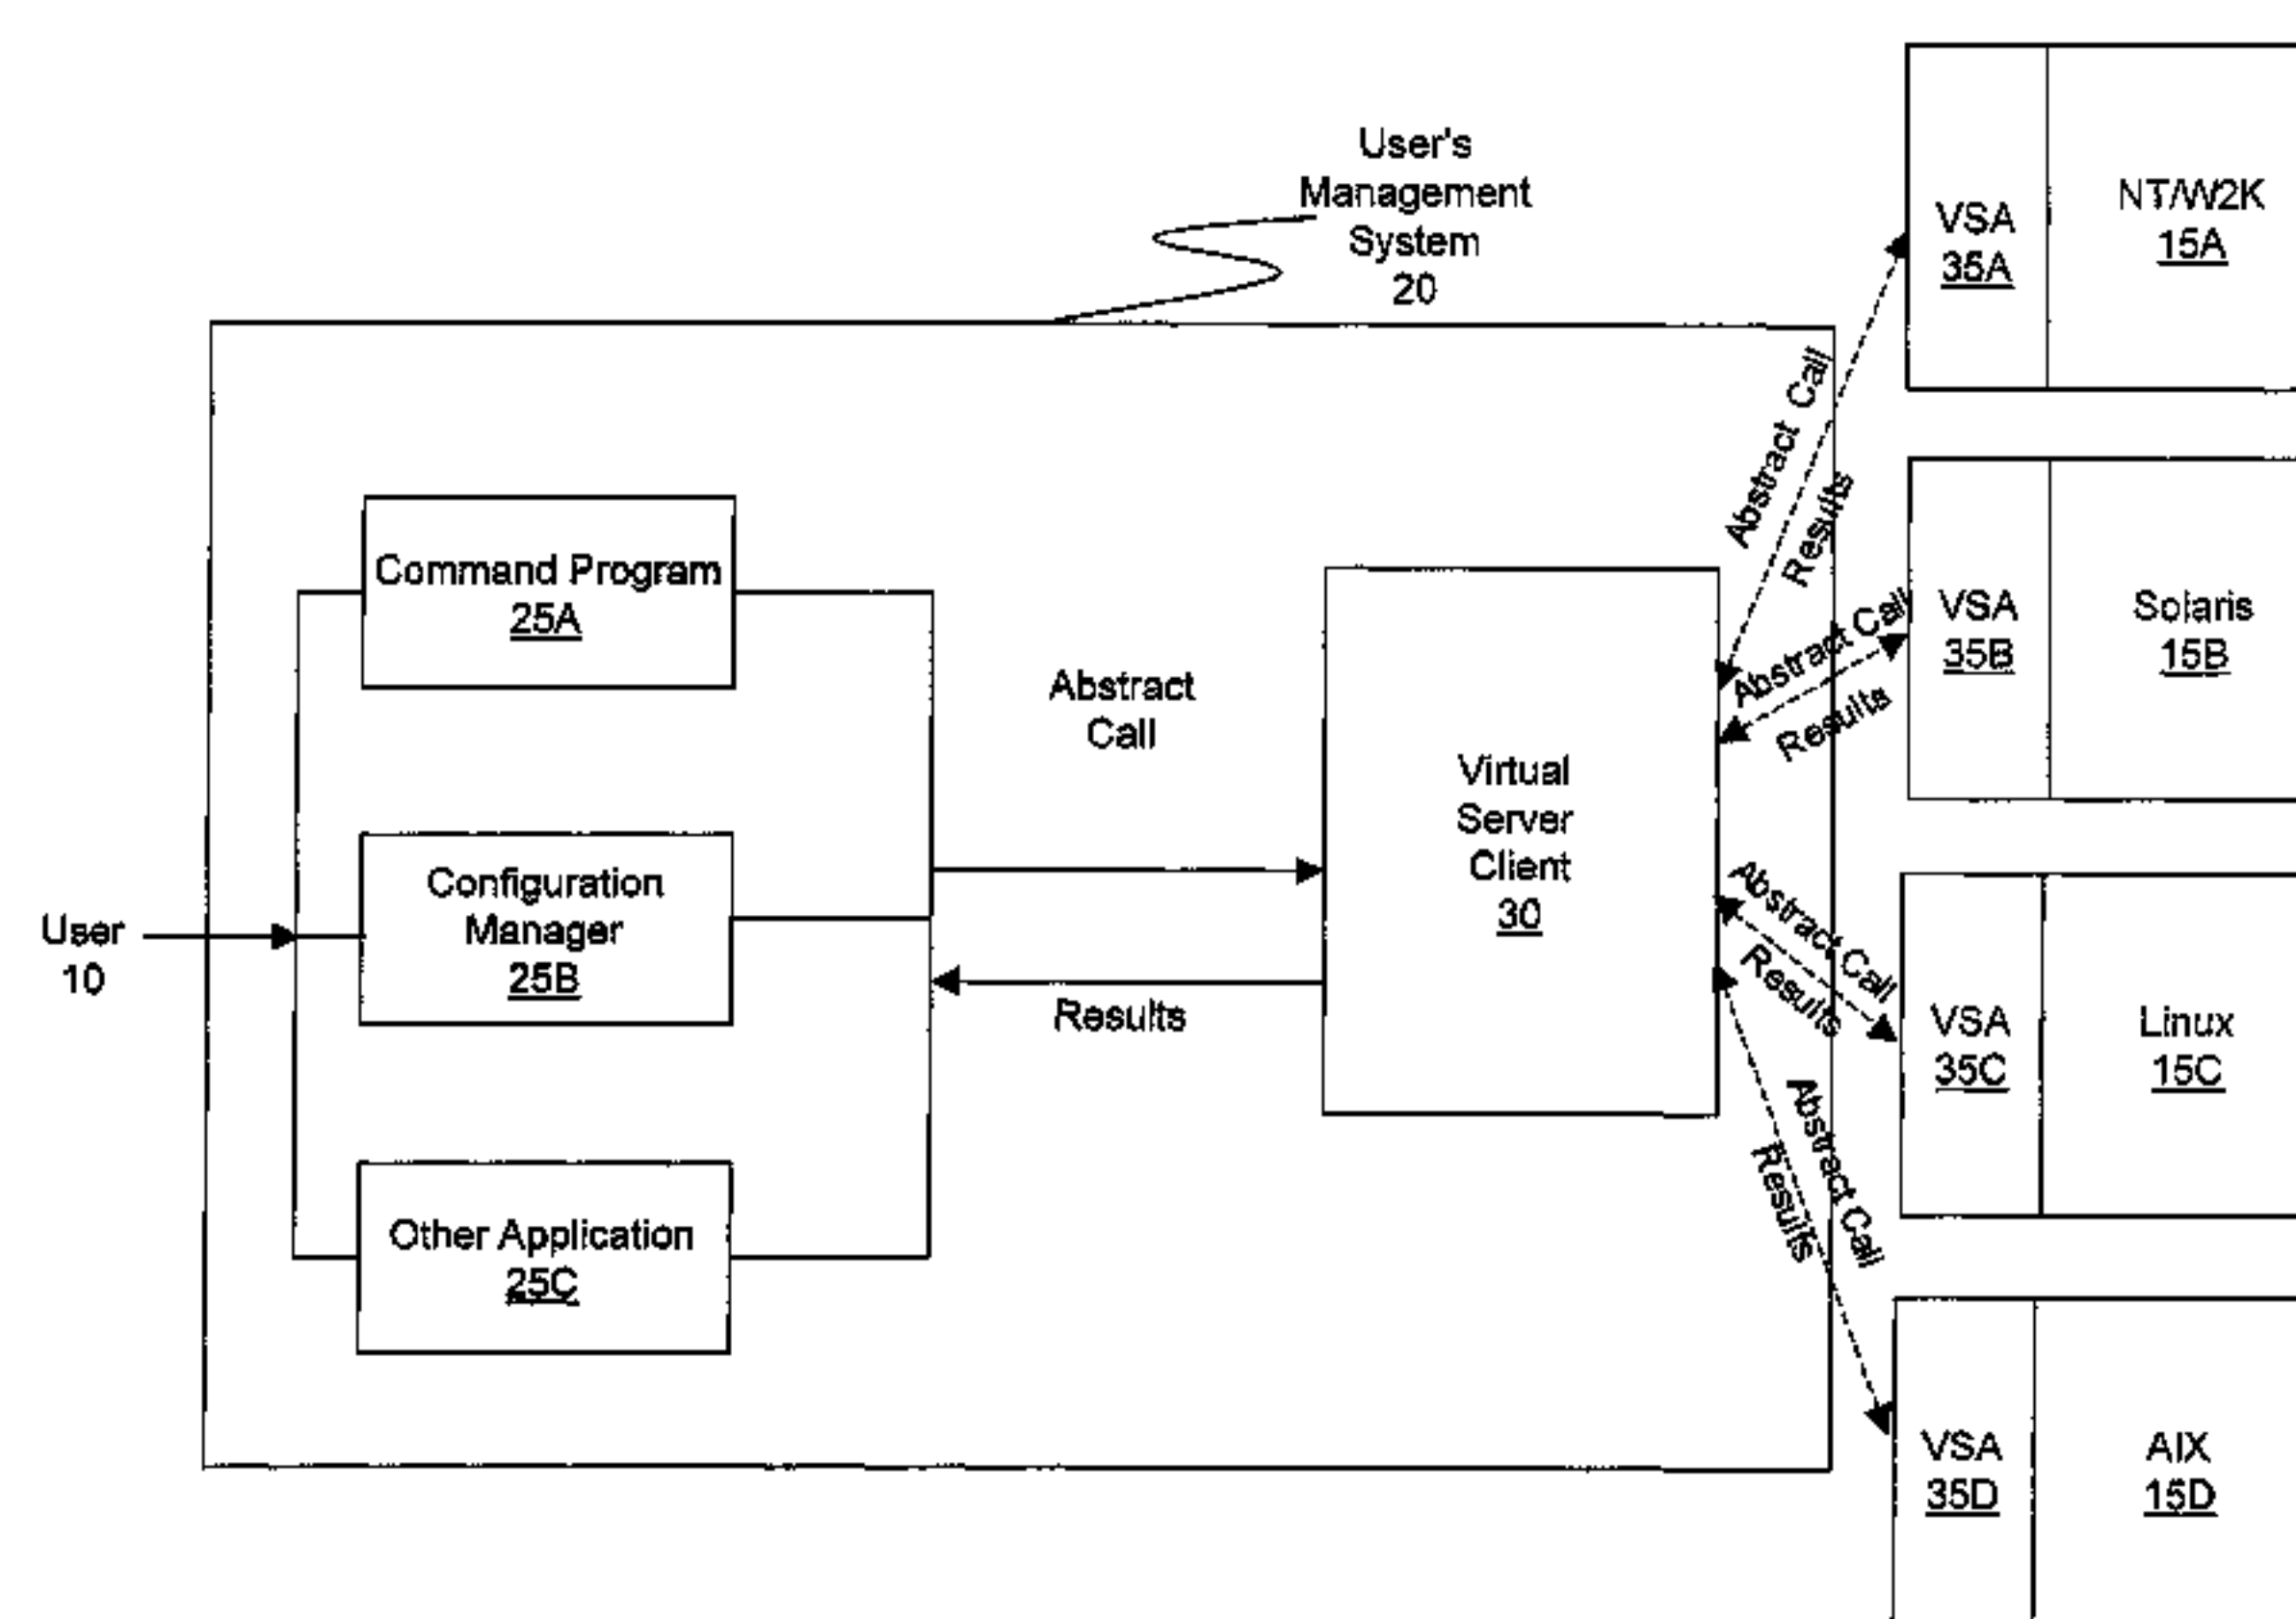 User's
Management
System
20
User
10
Command Program
25A
Configuration
Manager
25B
Other Application
25C
Abstract
Call
Results
Virtual
Server
Client
30
Abstract Call
Results
Abstract Call
Results
Abstract Call
Results
Abstract Call
Results
VSA
35A
NT/W2K
15A
VSA
35B
Solaris
15B
VSA
35C
Linux
15C
VSA
35D
AIX
15D